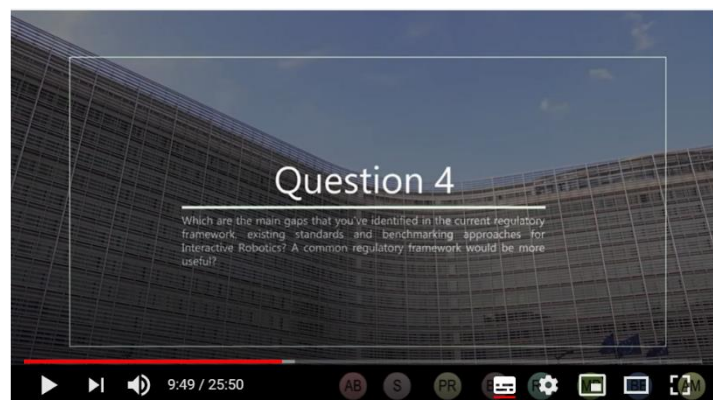 Question 4
Which are the main gaps that you've identified in the current regulatory
framework, existing standards and benchmarking approaches for
Interactive Robotics? A common regulatory framework would be more
useful?
9:49 / 25:50
AB S PR